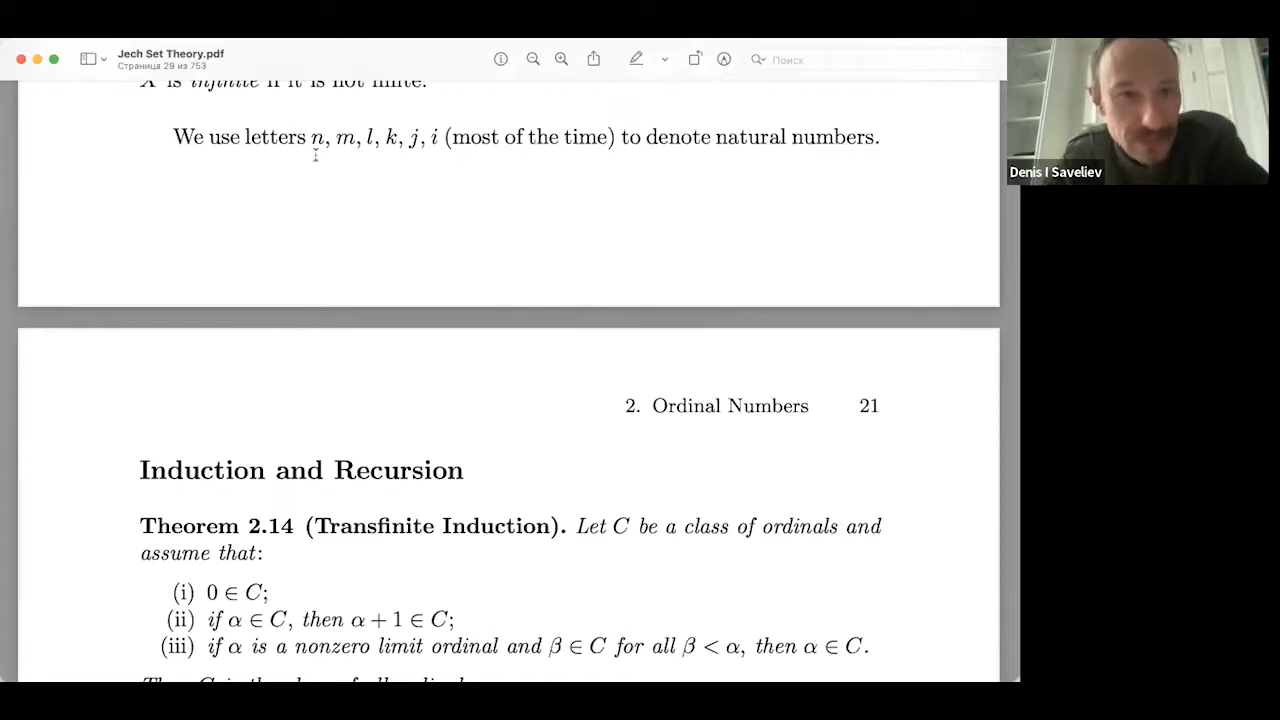 Jech Set Theory.pdf
Страница 29 из 753
Поиск
X is infinite if it is not finite.
We use letters n, m, l, k, j, i (most of the time) to denote natural numbers.
Denis I Saveliev
2. Ordinal Numbers 21
Induction and Recursion
Theorem 2.14 (Transfinite Induction). Let C be a class of ordinals and
assume that:
(i) 0 ∈ C;
(ii) if α ∈ C, then α + 1 ∈ C;
(iii) if α is a nonzero limit ordinal and β ∈ C for all β < α, then α ∈ C.